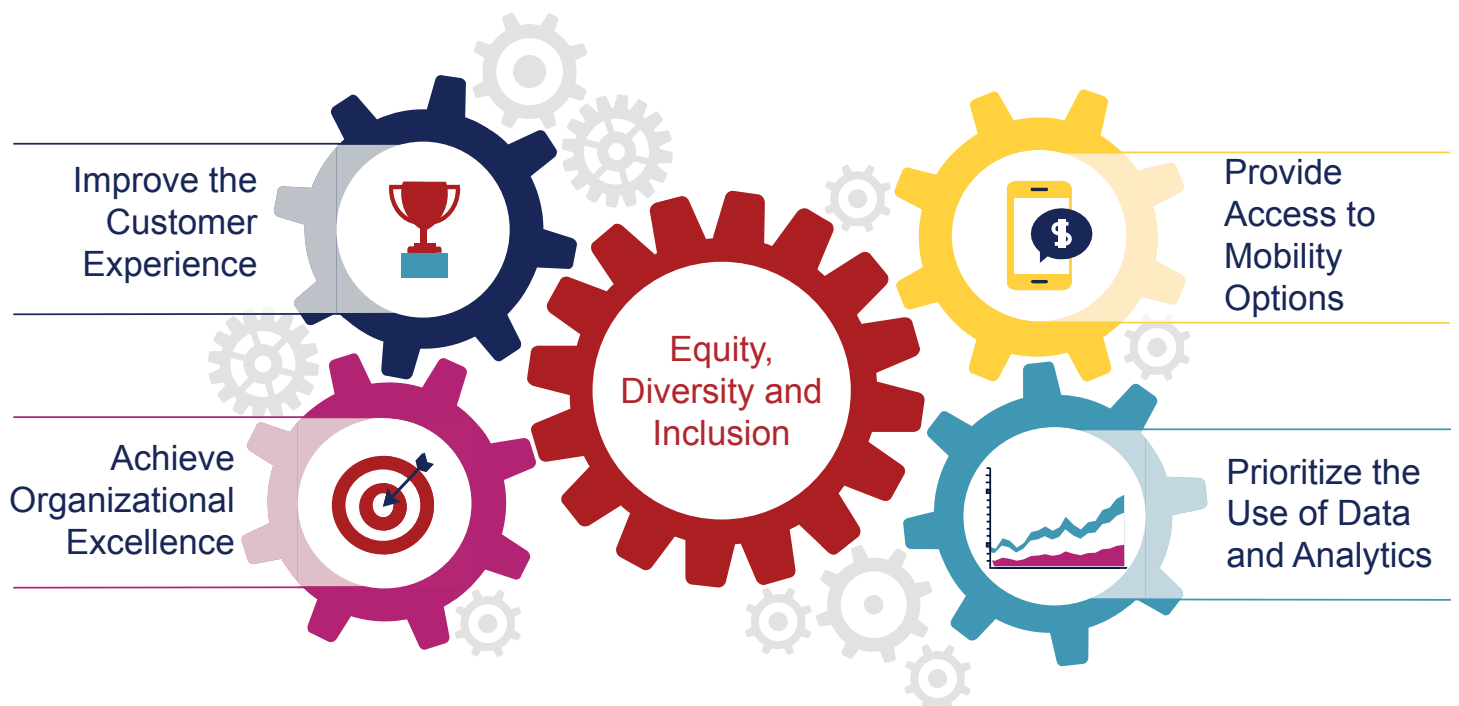 Improve the
Customer
Experience
Provide
Access to
Mobility
Options
$
Equity,
Diversity and
Inclusion
Achieve
Organizational
Excellence
Prioritize the
Use of Data
and Analytics